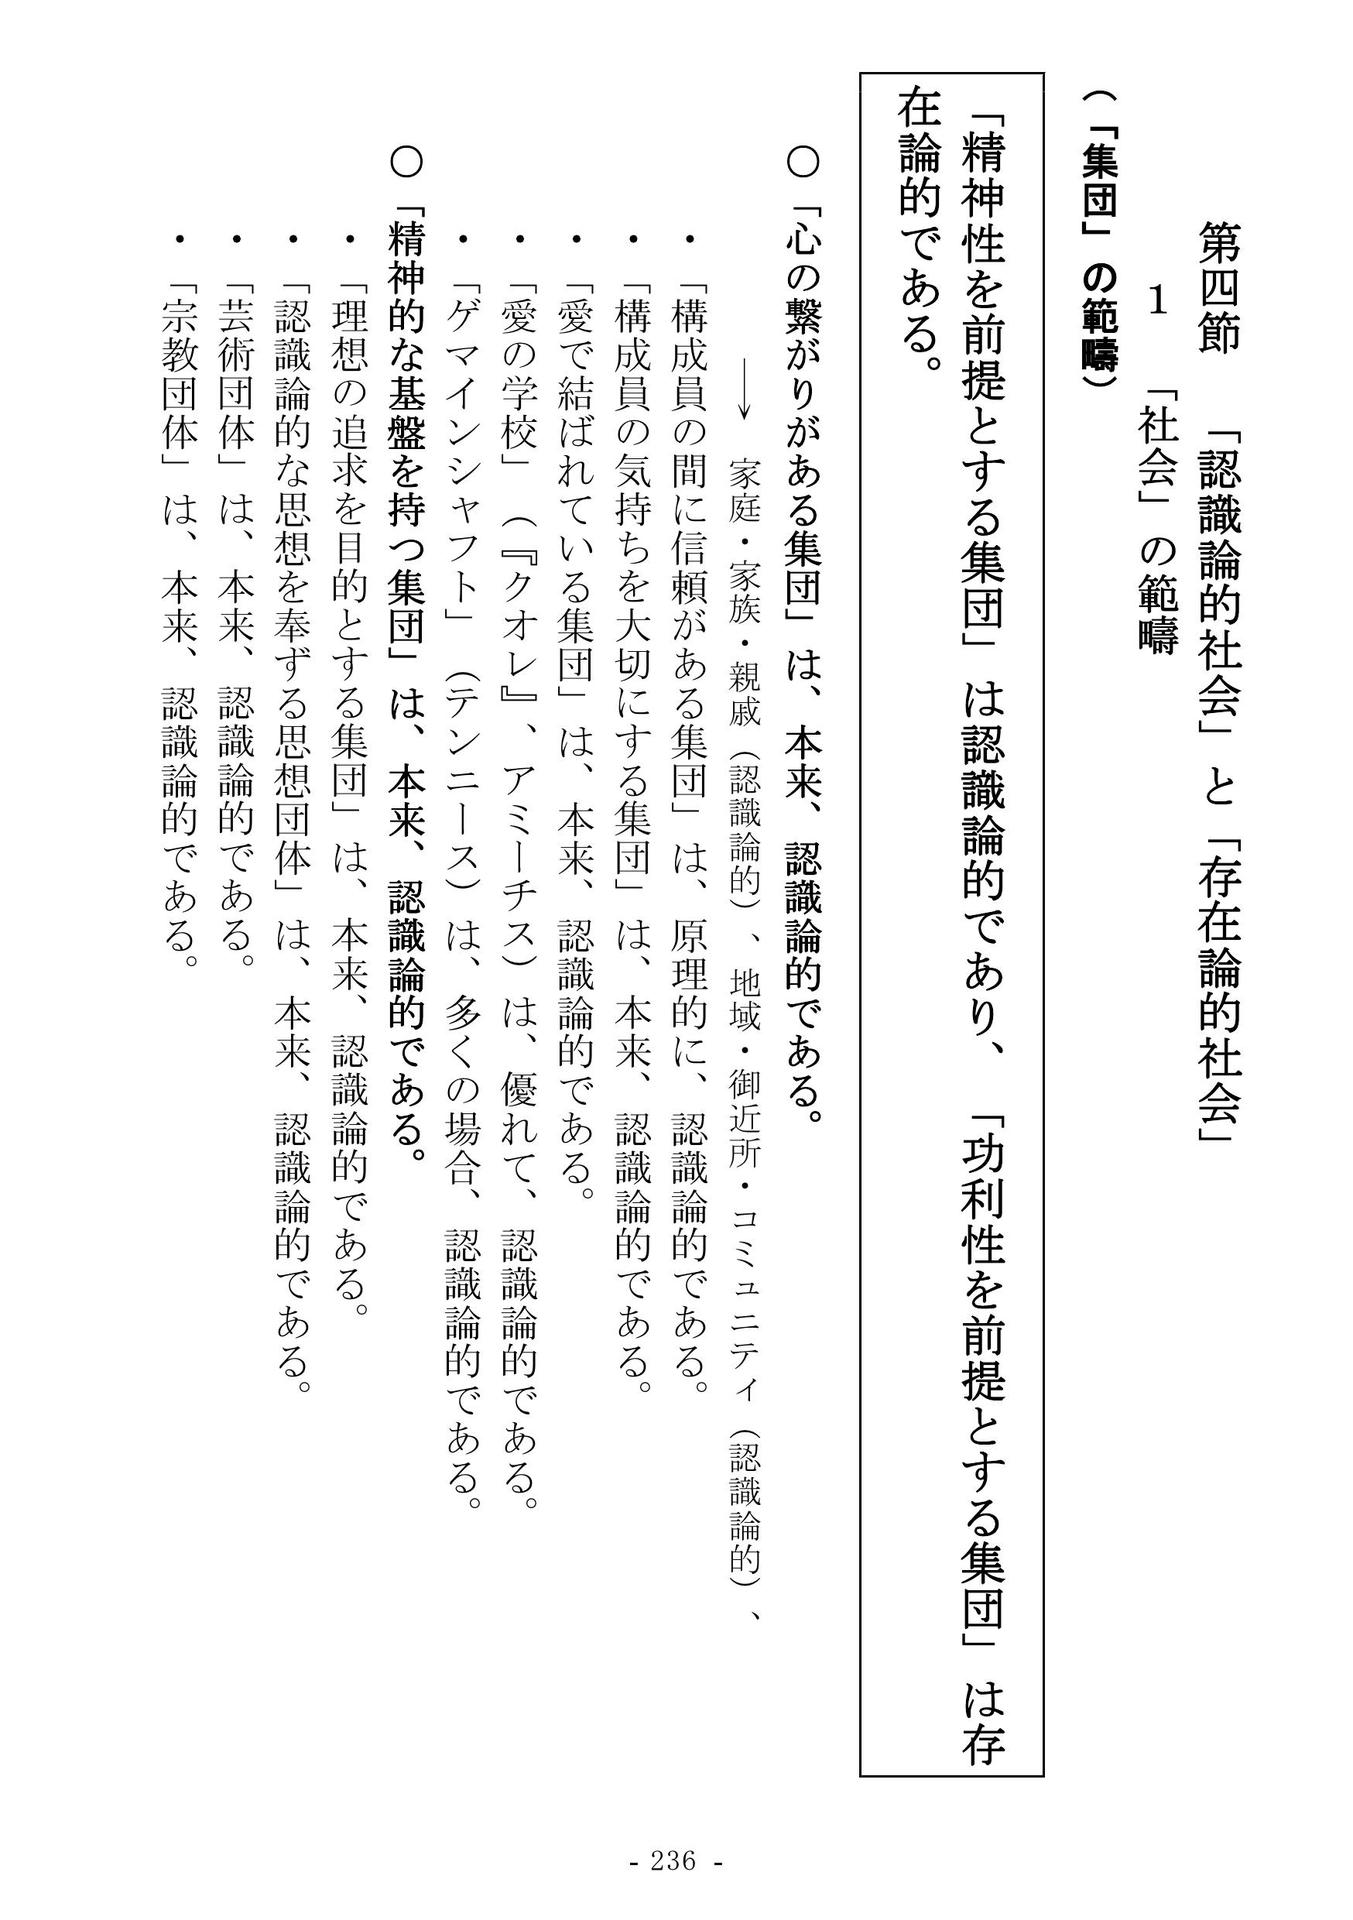 第四節　「認識論的社会」と「存在論的社会」
１　「社会」の範疇
（「集団」の範疇）
「精神性を前提とする集団」は認識論的であり、「功利性を前提とする集団」は存
在論的である。
〇「心の繋がりがある集団」は、本来、認識論的である。
→　家庭・家族・親戚（認識論的）、地域・御近所・コミュニティ（認識論的）、
・「構成員の間に信頼がある集団」は、原理的に、認識論的である。
・「構成員の気持ちを大切にする集団」は、本来、認識論的である。
・「愛で結ばれている集団」は、本来、認識論的である。
・「愛の学校」（『クオレ』、アミーチス）は、優れて、認識論的である。
・「ゲマインシャフト」（テンニース）は、多くの場合、認識論的である。
〇「精神的な基盤を持つ集団」は、本来、認識論的である。
・「理想の追求を目的とする集団」は、本来、認識論的である。
・「認識論的な思想を奉ずる思想団体」は、本来、認識論的である。
・「芸術団体」は、本来、認識論的である。
・「宗教団体」は、本来、認識論的である。
- 236 -